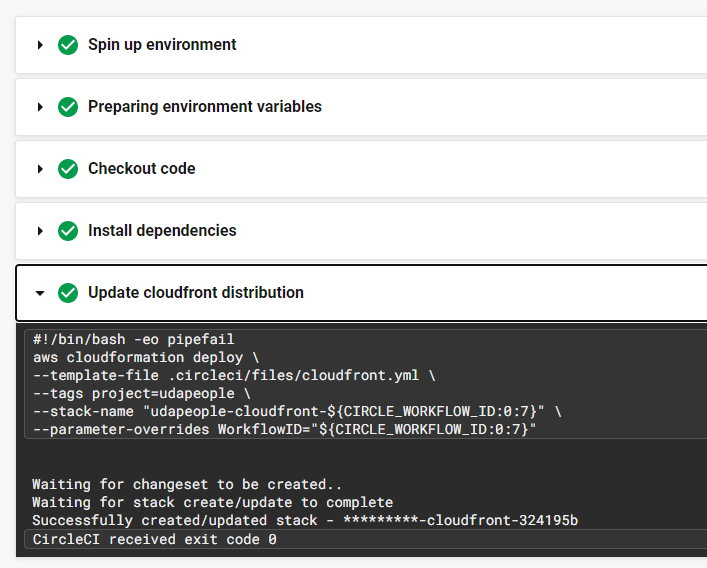 Spin up environment
Preparing environment variables
Checkout code
Install dependencies
Update cloudfront distribution
#!/bin/bash -eo pipefail
aws cloudformation deploy \
--template-file .circleci/files/cloudfront.yml \
--tags project=udapeople \
--stack-name "udapeople-cloudfront-${CIRCLE_WORKFLOW_ID:0:7}" \
--parameter-overrides WorkflowID="${CIRCLE_WORKFLOW_ID:0:7}"
Waiting for changeset to be created..
Waiting for stack create/update to complete
Successfully created/updated stack - *********-cloudfront-324195b
CircleCI received exit code 0